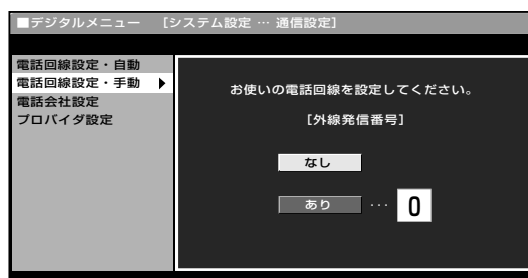 ■デジタルメニュー [システム設定 … 通信設定]
電話回線設定・自動
電話回線設定・手動 ▶
電話会社設定
プロバイダ設定
お使いの電話回線を設定してください。
[外線発信番号]
なし
あり … 0